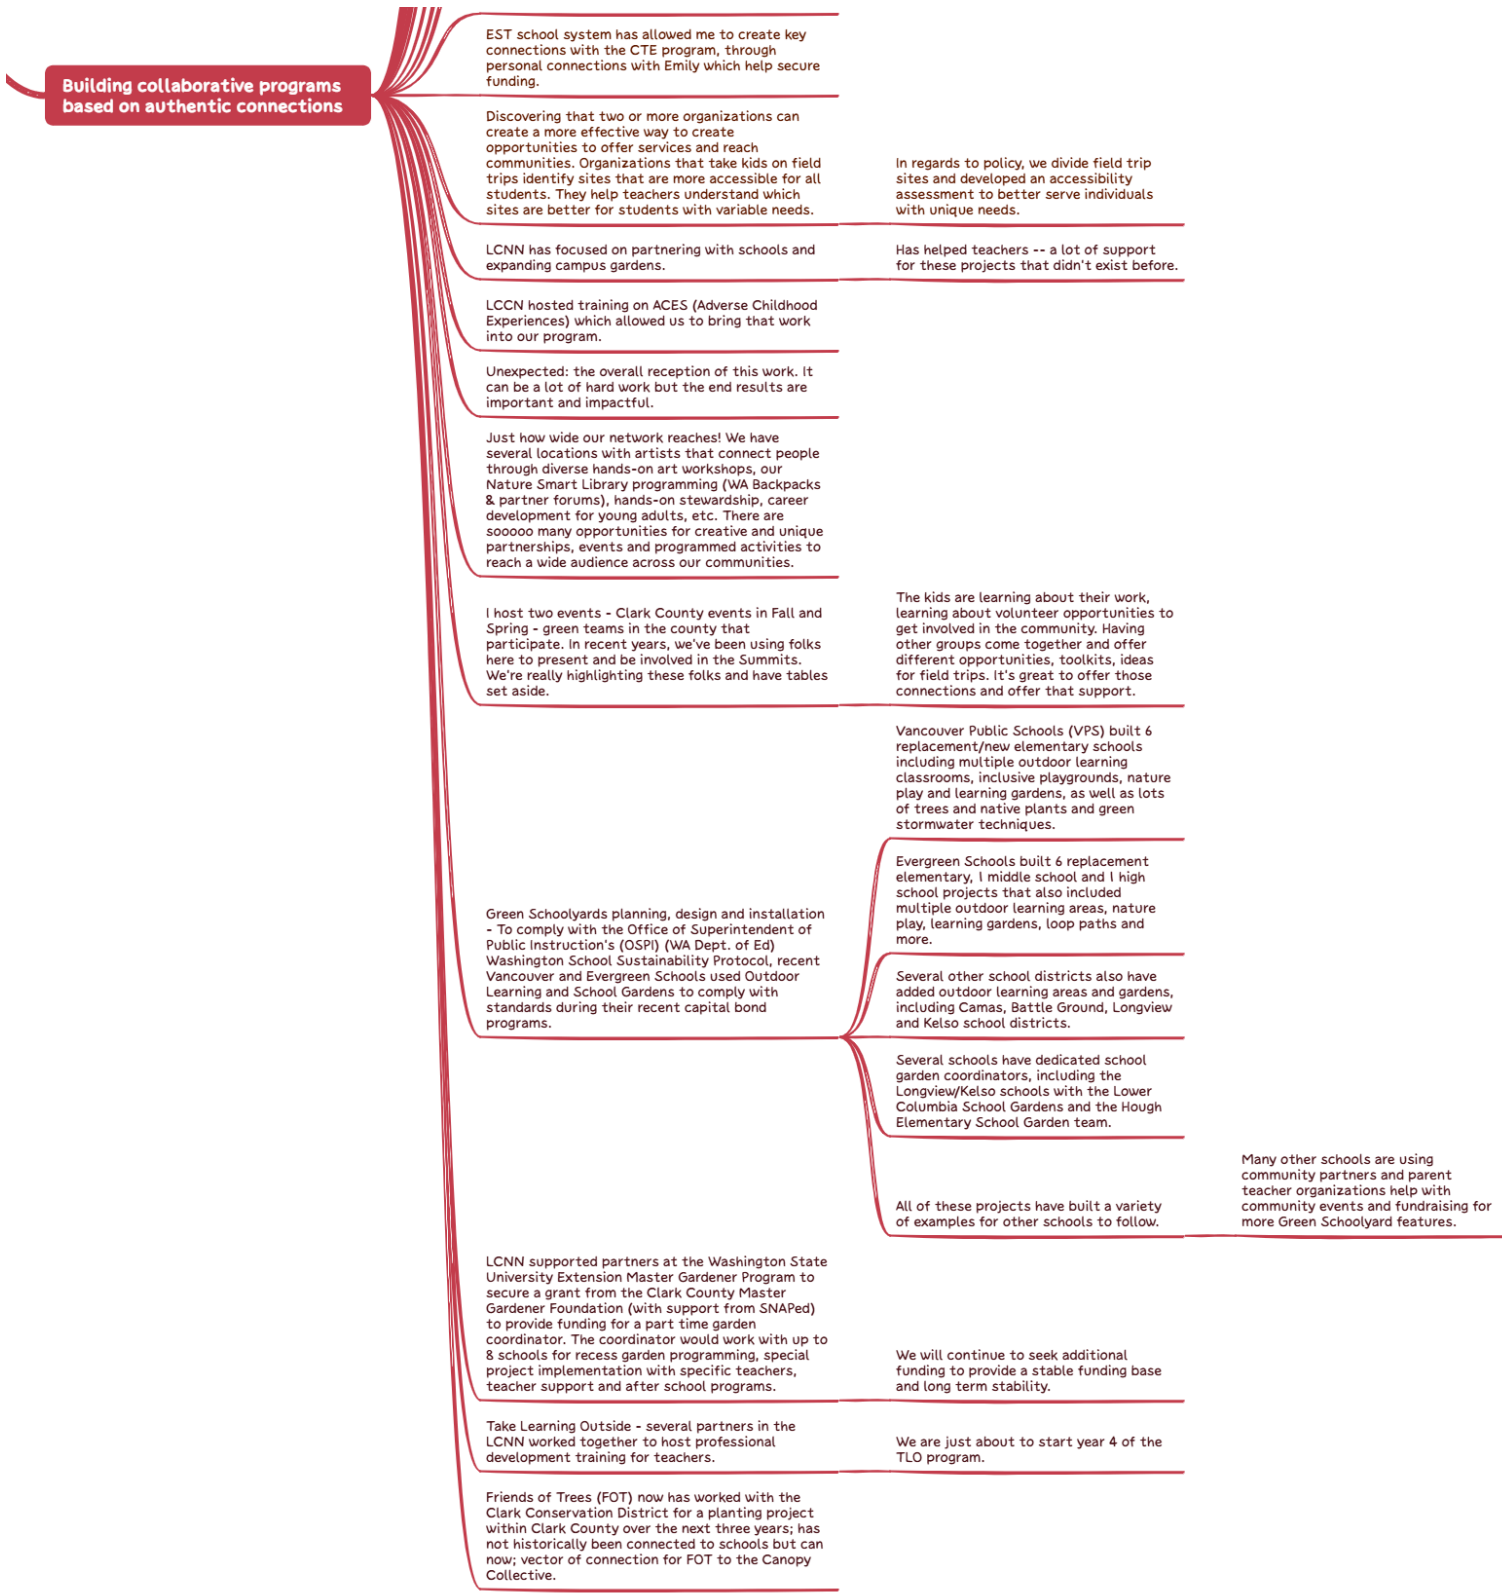 Building collaborative programs
based on authentic connections
EST school system has allowed me to create key
connections with the CTE program, through
personal connections with Emily which help secure
funding.
Discovering that two or more organizations can
create a more effective way to create
opportunities to offer services and reach
communities. Organizations that take kids on field
trips identify sites that are more accessible for all
students. They help teachers understand which
sites are better for students with variable needs.
In regards to policy, we divide field trip
sites and developed an accessibility
assessment to better serve individuals
with unique needs.
LCNN has focused on partnering with schools and
expanding campus gardens.
Has helped teachers -- a lot of support
for these projects that didn't exist before.
LCCN hosted training on ACES (Adverse Childhood
Experiences) which allowed us to bring that work
into our program.
Unexpected: the overall reception of this work. It
can be a lot of hard work but the end results are
important and impactful.
Just how wide our network reaches! We have
several locations with artists that connect people
through diverse hands-on art workshops, our
Nature Smart Library programming (WA Backpacks
& partner forums), hands-on stewardship, career
development for young adults, etc. There are
sooooo many opportunities for creative and unique
partnerships, events and programmed activities to
reach a wide audience across our communities.
I host two events - Clark County events in Fall and
Spring - green teams in the county that
participate. In recent years, we've been using folks
here to present and be involved in the Summits.
We're really highlighting these folks and have tables
set aside.
The kids are learning about their work,
learning about volunteer opportunities to
get involved in the community. Having
other groups come together and offer
different opportunities, toolkits, ideas
for field trips. It's great to offer those
connections and offer that support.
Green Schoolyards planning, design and installation
- To comply with the Office of Superintendent of
Public Instruction's (OSPI) (WA Dept. of Ed)
Washington School Sustainability Protocol, recent
Vancouver and Evergreen Schools used Outdoor
Learning and School Gardens to comply with
standards during their recent capital bond
programs.
Vancouver Public Schools (VPS) built 6
replacement/new elementary schools
including multiple outdoor learning
classrooms, inclusive playgrounds, nature
play and learning gardens, as well as lots
of trees and native plants and green
stormwater techniques.
Evergreen Schools built 6 replacement
elementary, 1 middle school and 1 high
school projects that also included
multiple outdoor learning areas, nature
play, learning gardens, loop paths and
more.
Several other school districts also have
added outdoor learning areas and gardens,
including Camas, Battle Ground, Longview
and Kelso school districts.
Several schools have dedicated school
garden coordinators, including the
Longview/Kelso schools with the Lower
Columbia School Gardens and the Hough
Elementary School Garden team.
All of these projects have built a variety
of examples for other schools to follow.
Many other schools are using
community partners and parent
teacher organizations help with
community events and fundraising for
more Green Schoolyard features.
LCNN supported partners at the Washington State
University Extension Master Gardener Program to
secure a grant from the Clark County Master
Gardener Foundation (with support from SNAPed)
to provide funding for a part time garden
coordinator. The coordinator would work with up to
8 schools for recess garden programming, special
project implementation with specific teachers,
teacher support and after school programs.
We will continue to seek additional
funding to provide a stable funding base
and long term stability.
Take Learning Outside - several partners in the
LCNN worked together to host professional
development training for teachers.
We are just about to start year 4 of the
TLO program.
Friends of Trees (FOT) now has worked with the
Clark Conservation District for a planting project
within Clark County over the next three years; has
not historically been connected to schools but can
now; vector of connection for FOT to the Canopy
Collective.